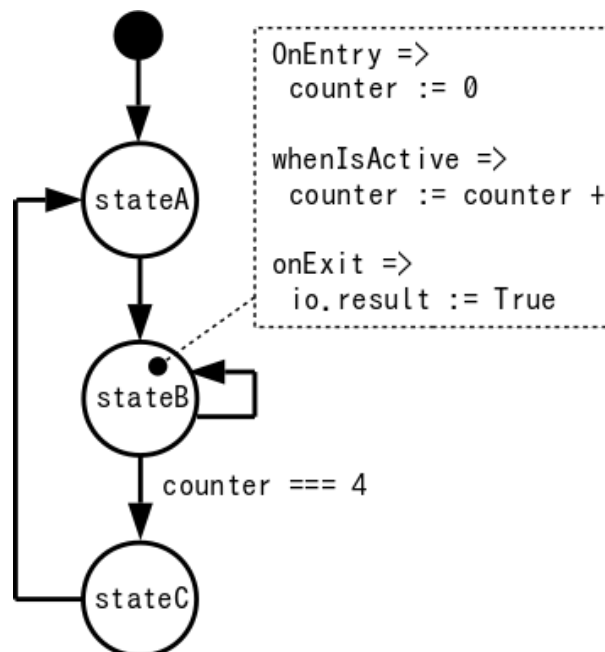 OnEntry =>
counter := 0
whenIsActive =>
counter := counter +
onExit =>
io.result := True
stateA
stateB
counter === 4
stateC